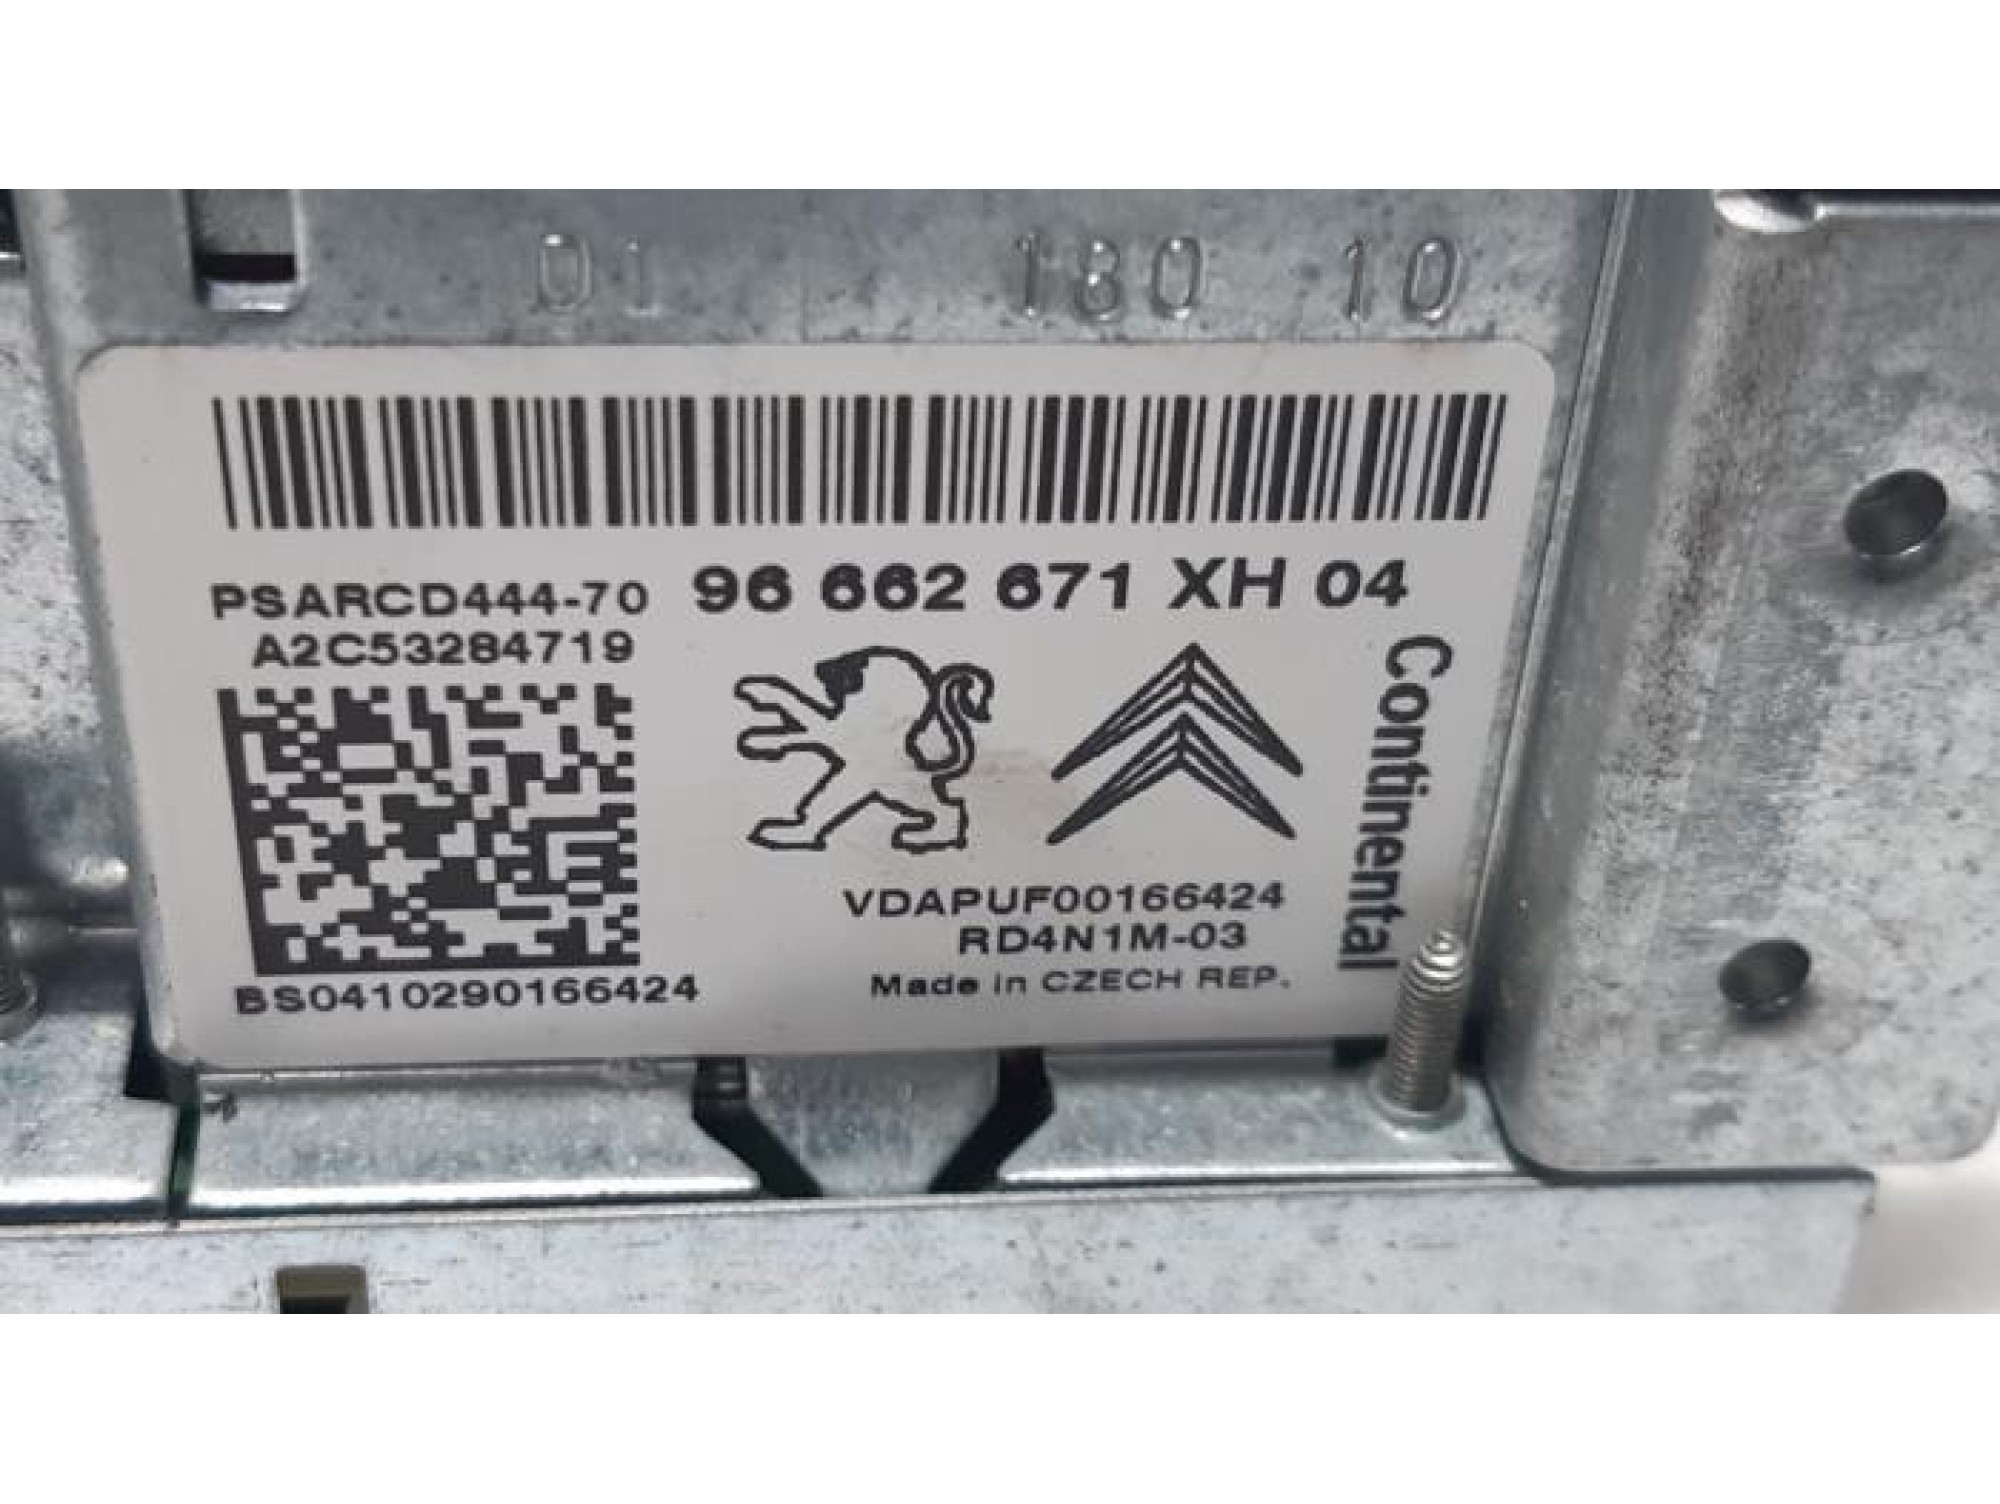 01 180 10
PSARCD444-70 96 662 671 XH 04
A2C53284719
Continental
VDAPUF00166424
RD4N1M-03
BS0410290166424
Made in CZECH REP.